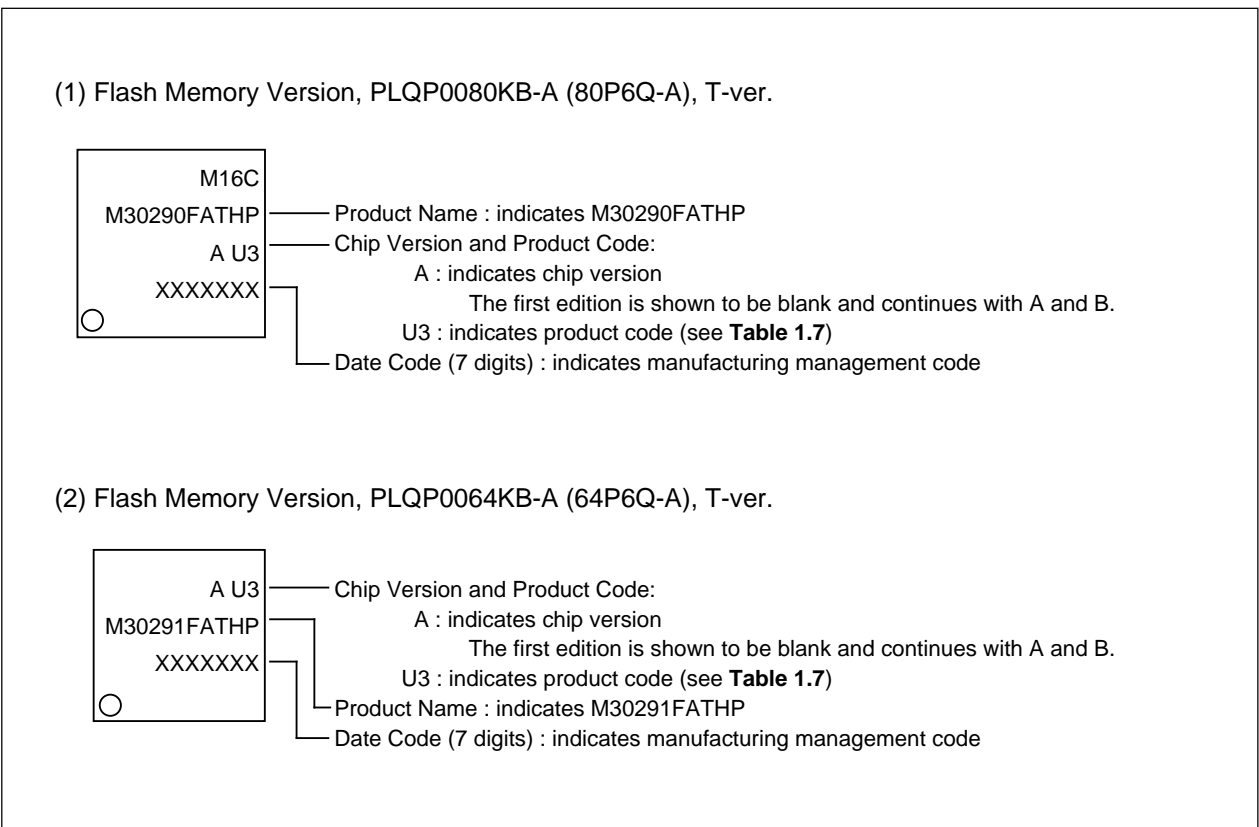 (1) Flash Memory Version, PLQP0080KB-A (80P6Q-A), T-ver.
M16C
M30290FATHP
Product Name : indicates M30290FATHP
A U3
Chip Version and Product Code:
A : indicates chip version
The first edition is shown to be blank and continues with A and B.
XXXXXXX
U3 : indicates product code (see Table 1.7)
Date Code (7 digits) : indicates manufacturing management code
(2) Flash Memory Version, PLQP0064KB-A (64P6Q-A), T-ver.
A U3
Chip Version and Product Code:
M30291FATHP
A : indicates chip version
The first edition is shown to be blank and continues with A and B.
XXXXXXX
U3 : indicates product code (see Table 1.7)
Product Name : indicates M30291FATHP
Date Code (7 digits) : indicates manufacturing management code